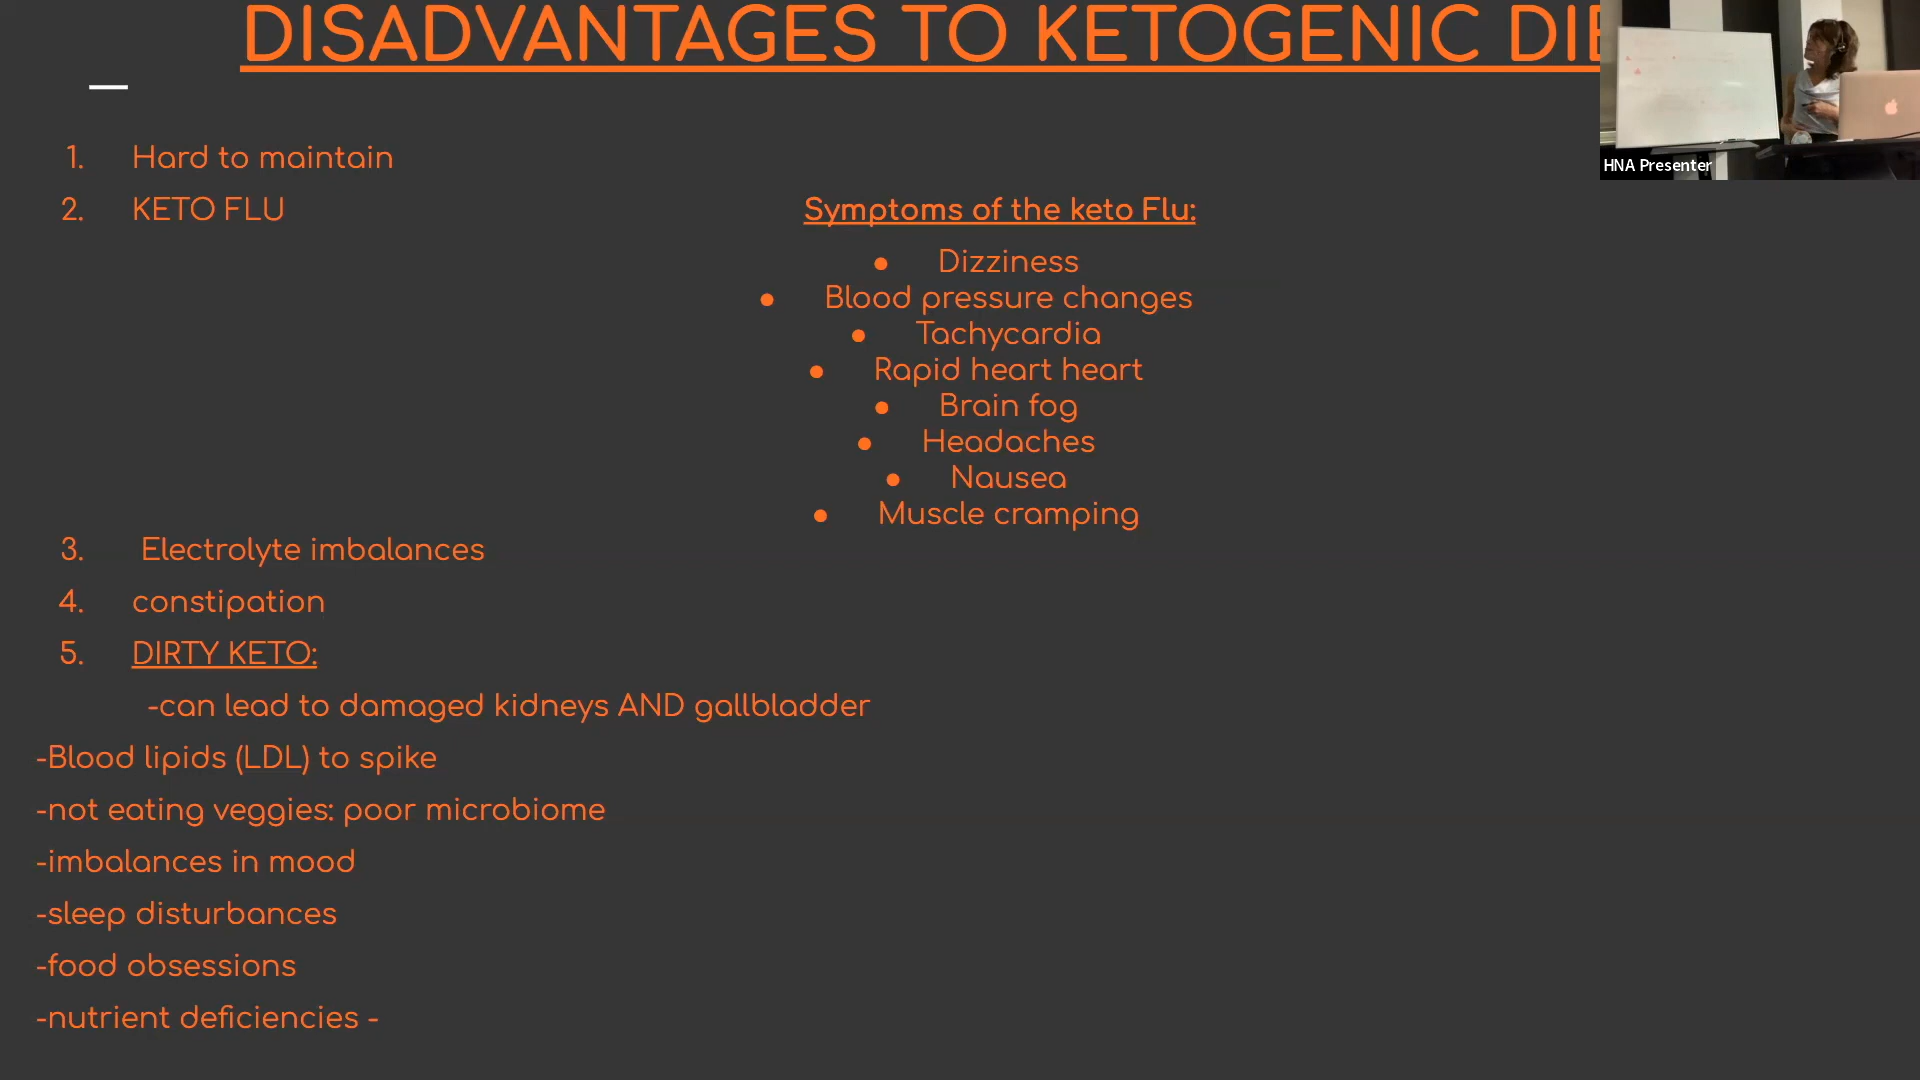 DISADVANTAGES TO KETOGENIC
HNA Presenter
1. Hard to maintain
2. KETO FLU
Symptoms of the keto Flu:
● Dizziness
● Blood pressure changes
● Tachycardia
● Rapid heart heart
● Brain fog
● Headaches
● Nausea
● Muscle cramping
3. Electrolyte imbalances
4. constipation
5. DIRTY KETO:
-can lead to damaged kidneys AND gallbladder
-Blood lipids (LDL) to spike
-not eating veggies: poor microbiome
-imbalances in mood
-sleep disturbances
-food obsessions
-nutrient deficiencies -